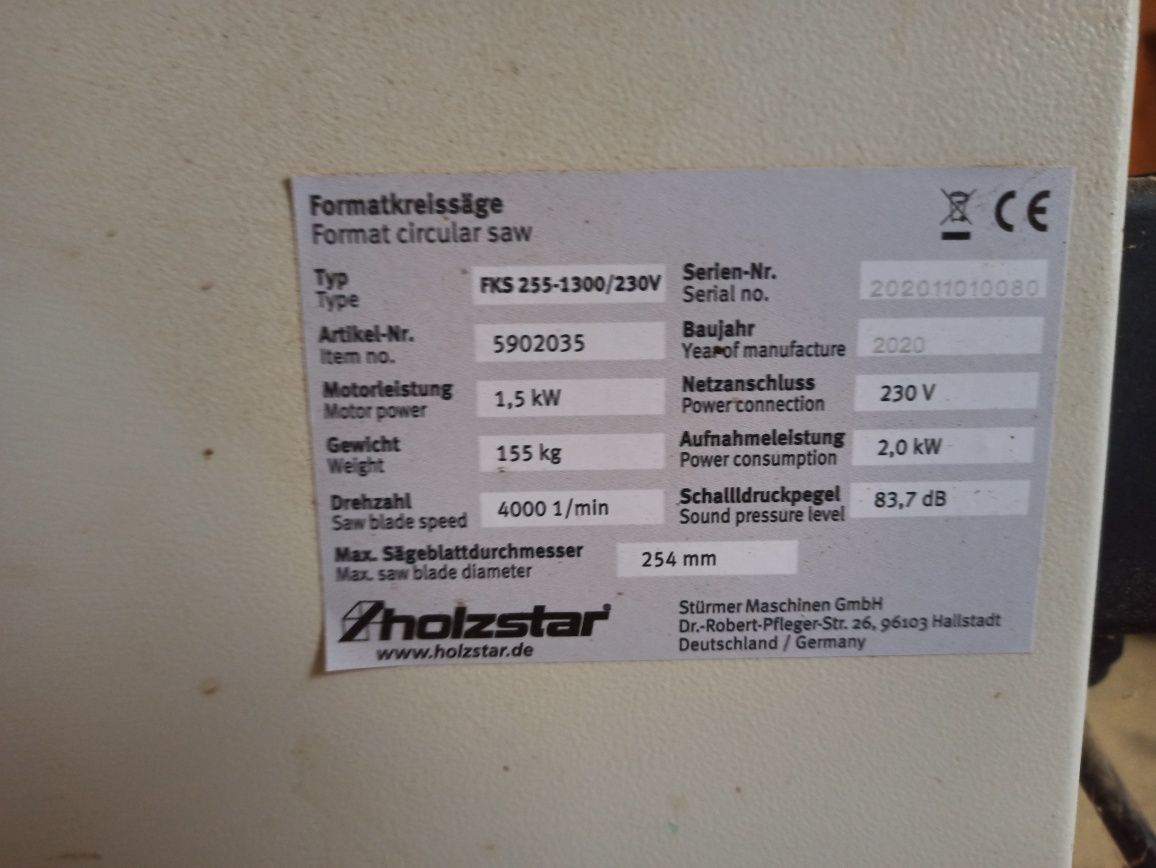 Formatkreissäge
Format circular saw
Typ
Type
FKS 255-1300/230V
Serien-Nr.
Serial no.
202011010080
Artikel-Nr.
Item no.
5902035
Baujahr
Year of manufacture
2020
Motorleistung
Motor power
1,5 kW
Netzanschluss
Power connection
230 V
Gewicht
Weight
155 kg
Aufnahmeleistung
Power consumption
2,0 kW
Drehzahl
Saw blade speed
4000 1/min
Schallldruckpegel
Sound pressure level
83,7 dB
Max. Sägeblattdurchmesser
Max. saw blade diameter
254 mm
holzstar
www.holzstar.de
Stürmer Maschinen GmbH
Dr.-Robert-Pfleger-Str. 26, 96103 Hallstadt
Deutschland / Germany
CE